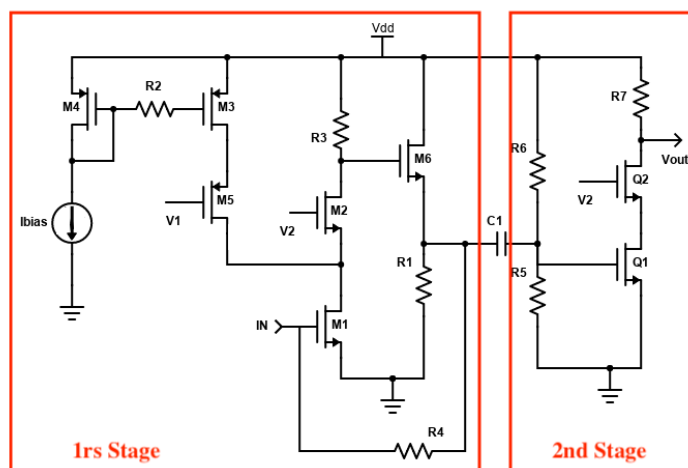 Vdd
R2
M4
M3
R3
M6
R7
Vout
R6
M5
V1
M2
V2
Ibias
C1
Q2
V2
R1
R5
Q1
IN
M1
R4
1rs Stage
2nd Stage